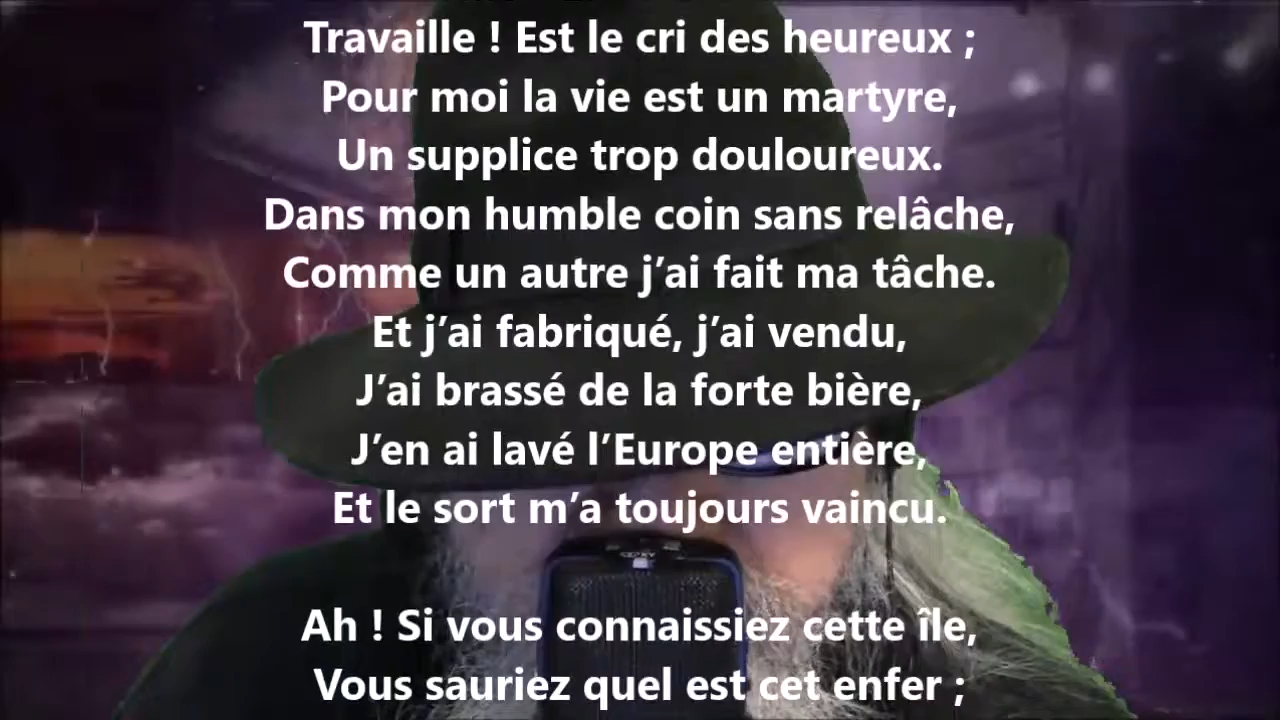 Travaille ! Est le cri des heureux ;
Pour moi la vie est un martyre,
Un supplice trop douloureux.
Dans mon humble coin sans relâche,
Comme un autre j’ai fait ma tâche.
Et j’ai fabriqué, j’ai vendu,
J’ai brassé de la forte bière,
J’en ai lavé l’Europe entière,
Et le sort m’a toujours vaincu.
Ah ! Si vous connaissiez cette île,
Vous sauriez quel est cet enfer ;